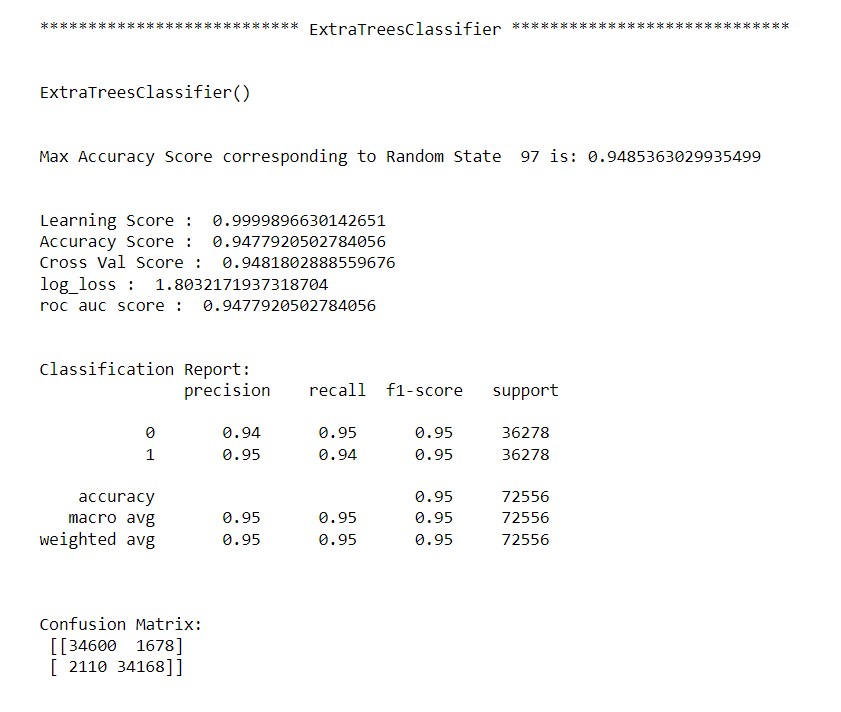 *************************** ExtraTreesClassifier *****************************
ExtraTreesClassifier()
Max Accuracy Score corresponding to Random State  97 is: 0.9485363029935499
Learning Score :  0.9999896630142651
Accuracy Score :  0.9477920502784056
Cross Val Score :  0.9481802888559676
log_loss :  1.8032171937318704
roc auc score :  0.9477920502784056
Classification Report:
               precision    recall  f1-score   support
           0       0.94      0.95      0.95     36278
           1       0.95      0.94      0.95     36278
    accuracy                           0.95     72556
   macro avg       0.95      0.95      0.95     72556
weighted avg       0.95      0.95      0.95     72556
Confusion Matrix:
 [[34600  1678]
 [ 2110 34168]]